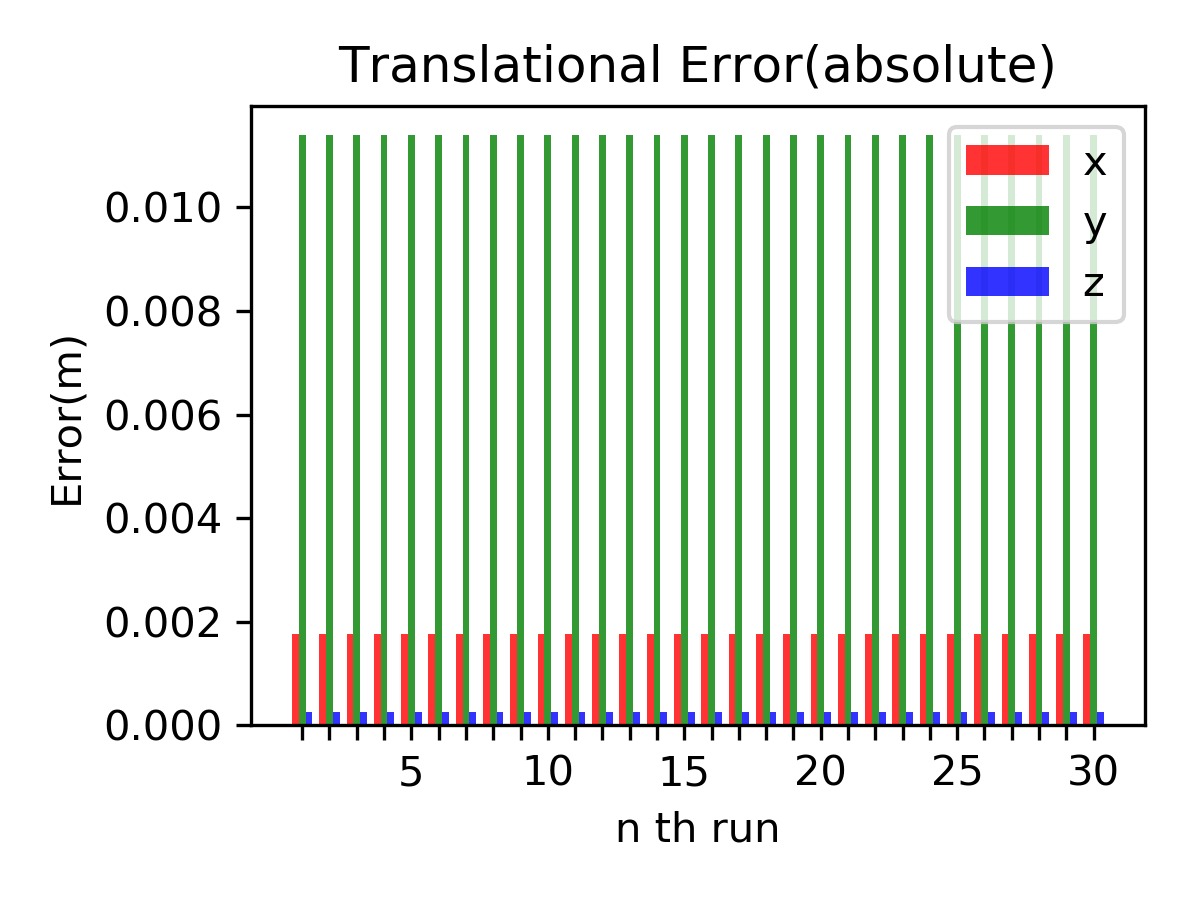 Translational Error(absolute)
x
y
z
0.010
0.008
0.006
0.004
0.002
0.000
Error(m)
5 10 15 20 25 30
n th run